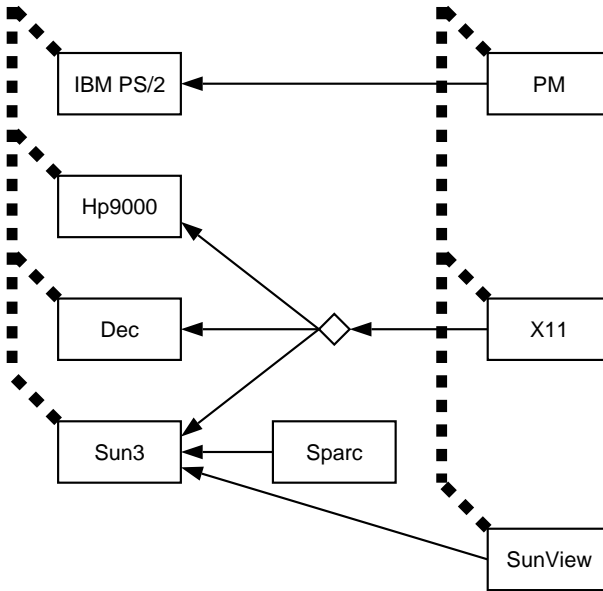 IBM PS/2
PM
Hp9000
Dec
X11
Sun3
Sparc
SunView